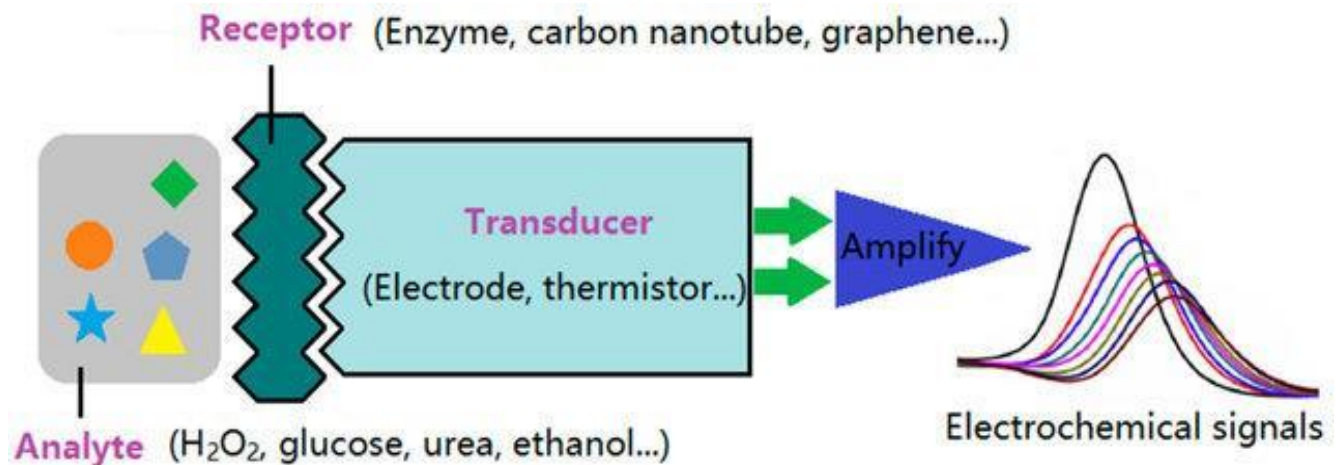 Receptor (Enzyme, carbon nanotube, graphene...)
Transducer
(Electrode, thermistor...)
Amplify
Electrochemical signals
Analyte (H₂O₂, glucose, urea, ethanol...)